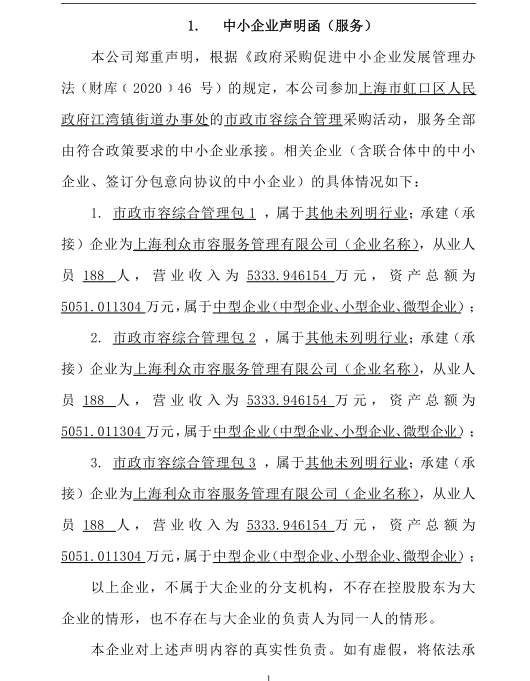 1. 中小企业声明函（服务）
本公司郑重声明，根据《政府采购促进中小企业发展管理办
法（财库﹝2020﹞46 号）的规定，本公司参加上海市虹口区人民
政府江湾镇街道办事处的市政市容综合管理采购活动，服务全部
由符合政策要求的中小企业承接。相关企业（含联合体中的中小
企业、签订分包意向协议的中小企业）的具体情况如下：
1. 市政市容综合管理包1 ，属于其他未列明行业；承建（承
接）企业为上海利众市容服务管理有限公司（企业名称），从业人
员 188 人，营业收入为 5333.946154 万元，资产总额为
5051.011304 万元，属于中型企业（中型企业、小型企业、微型企业）；
2. 市政市容综合管理包2 ，属于其他未列明行业；承建（承
接）企业为上海利众市容服务管理有限公司（企业名称），从业人
员 188 人，营业收入为 5333.946154 万元，资产总额为
5051.011304 万元，属于中型企业（中型企业、小型企业、微型企业）；
3. 市政市容综合管理包3 ，属于其他未列明行业；承建（承
接）企业为上海利众市容服务管理有限公司（企业名称），从业人
员 188 人，营业收入为 5333.946154 万元，资产总额为
5051.011304 万元，属于中型企业（中型企业、小型企业、微型企业）；
以上企业，不属于大企业的分支机构，不存在控股股东为大
企业的情形，也不存在与大企业的负责人为同一人的情形。
本企业对上述声明内容的真实性负责。如有虚假，将依法承
1